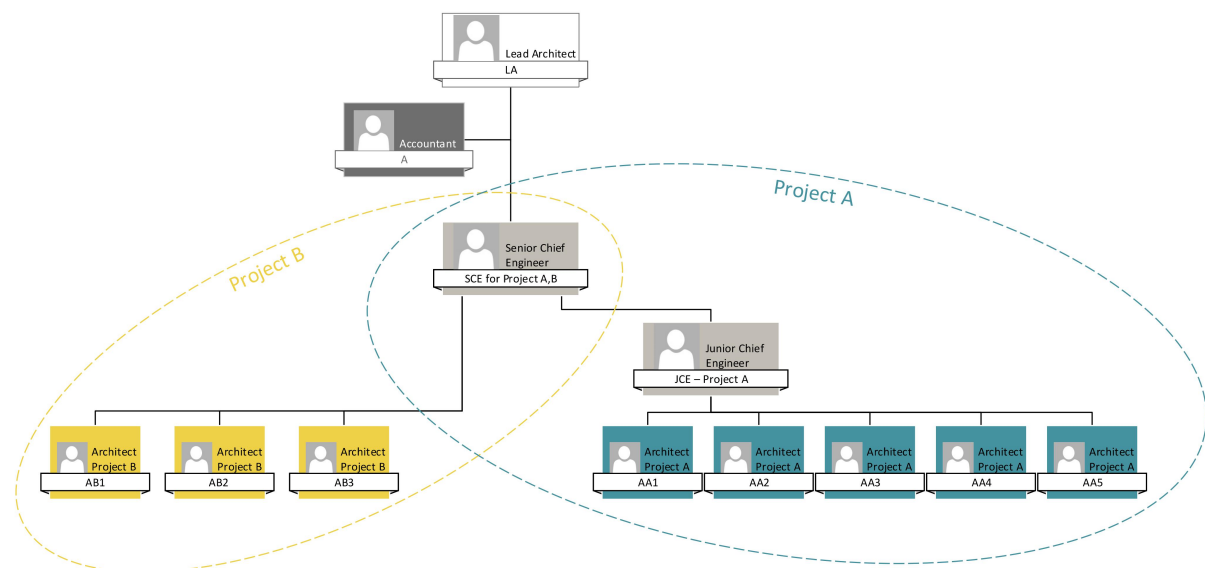 Lead Architect
LA
Accountant
A
Project A
Project B
Senior Chief
Engineer
SCE for Project A,B
Junior Chief
Engineer
JCE – Project A
Architect
Project B
AB1
Architect
Project B
AB2
Architect
Project B
AB3
Architect
Project A
AA1
Architect
Project A
AA2
Architect
Project A
AA3
Architect
Project A
AA4
Architect
Project A
AA5